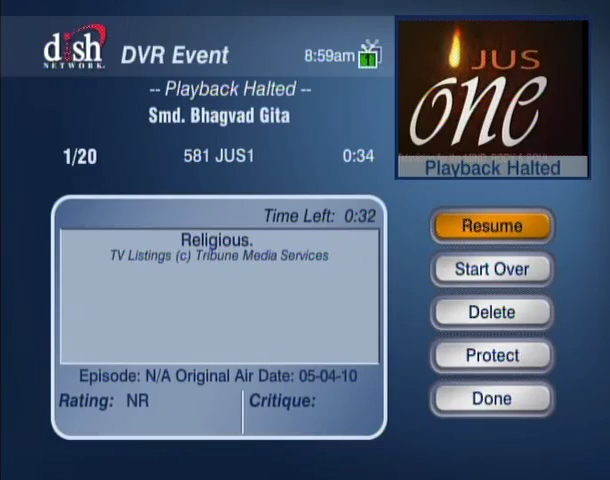 dish
NETWORK.
DVR Event
8:59am
1
-- Playback Halted --
Smd. Bhagvad Gita
1/20
581 JUS1
0:34
JUS
one
Playback Halted
Time Left: 0:32
Religious.
TV Listings (c) Tribune Media Services
Episode: N/A Original Air Date: 05-04-10
Rating: NR
Critique:
Resume
Start Over
Delete
Protect
Done